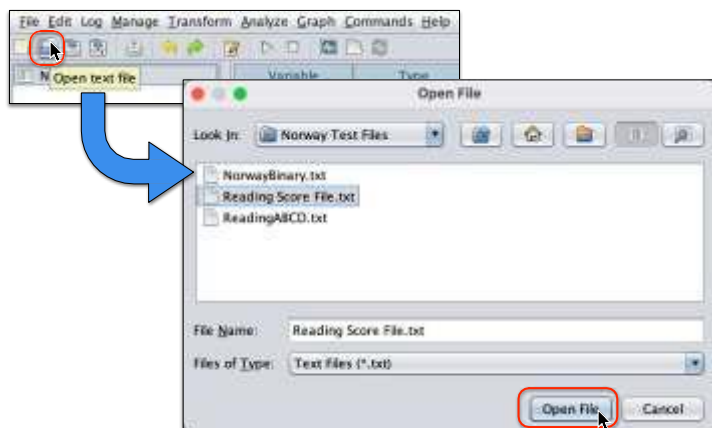 File Edit Log Manage Transform Analyze Graph Commands Help
Open text file
Variable Type
Open File
Look In: Norway Test Files
NorwayBinary.txt
Reading Score File.txt
ReadingABCD.txt
File Name: Reading Score File.txt
Files of Type: Text Files (*.txt)
Open File Cancel